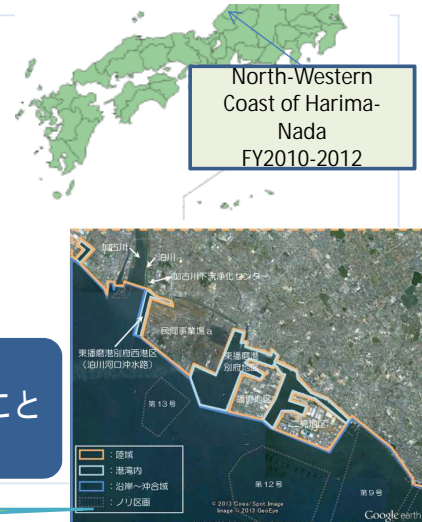 North-Western
Coast of Harima-
Nada
FY2010-2012
加古川
泊川
加古川下流浄化センター
民間事業場a
東播磨港別府西港区
(泊川河口沖水路)
東播磨港
別府地区
播磨地区
二見地区
こと
第13号
第12号
第9号
:陸域
:港湾内
:沿岸~沖合域
:ノリ区画
© 2013 Cnes/Spot Image
Image © 2013 GeoEye
Google earth